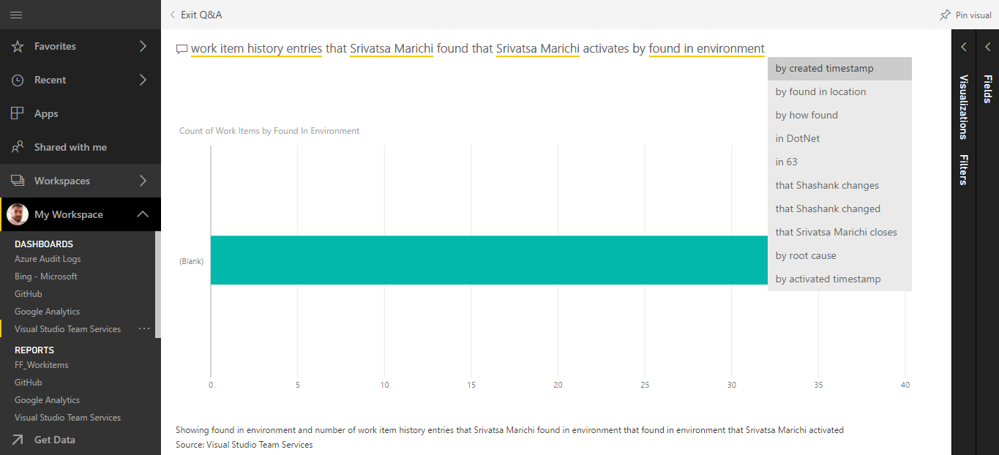 Exit Q&A
Pin visual
Favorites
Recent
Apps
Shared with me
Workspaces
My Workspace
DASHBOARDS
Azure Audit Logs
Bing - Microsoft
GitHub
Google Analytics
Visual Studio Team Services
REPORTS
FF_Workitems
GitHub
Google Analytics
Visual Studio Team Services
Get Data
work item history entries that Srivatsa Marichi found that Srivatsa Marichi activates by found in environment
by created timestamp
by found in location
by how found
in DotNet
in 63
that Shashank changes
that Shashank changed
that Srivatsa Marichi closes
by root cause
by activated timestamp
Count of Work Items by Found In Environment
(Blank)
0 5 10 15 20 25 30 35 40
Showing found in environment and number of work item history entries that Srivatsa Marichi found in environment that found in environment that Srivatsa Marichi activated
Source: Visual Studio Team Services
Visualizations
Filters
Fields